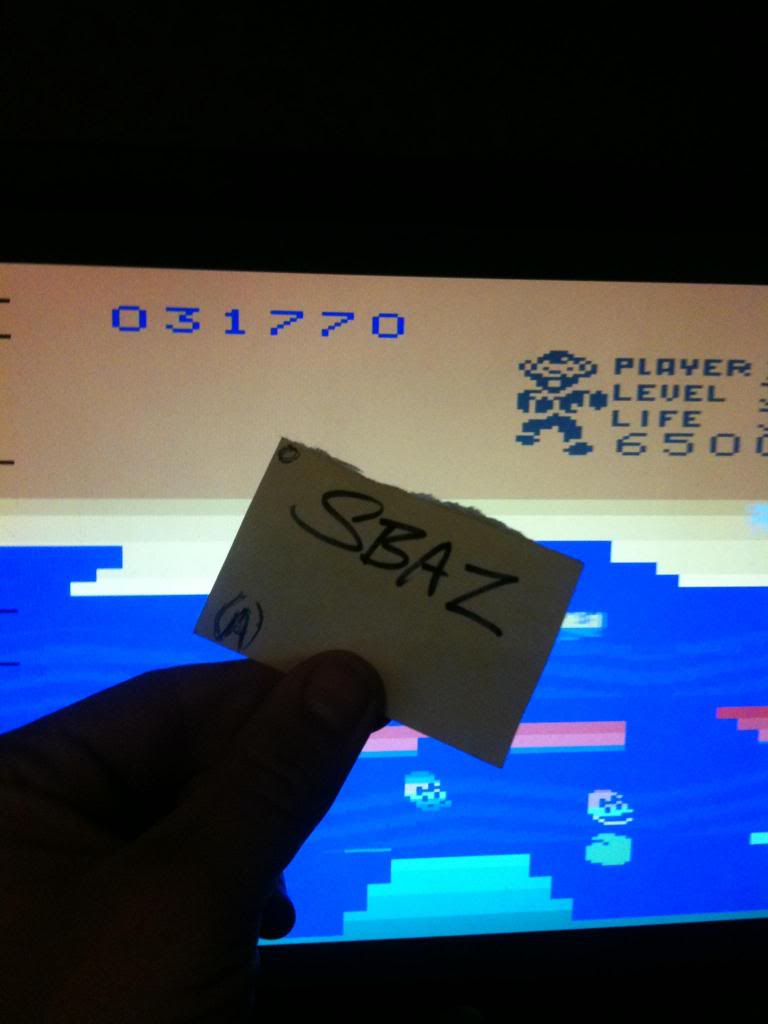 031770
PLAYER
LEVEL
LIFE
6500
SBAZ
(A)